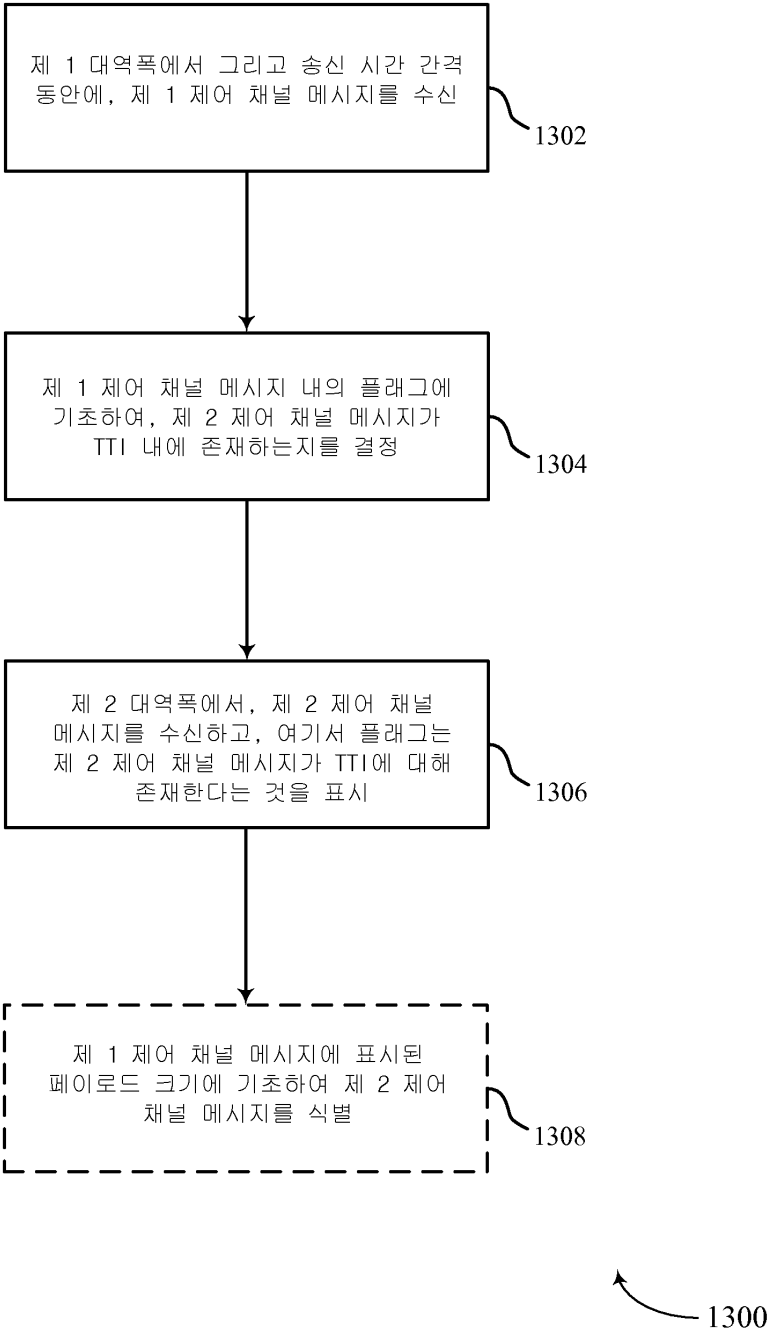 제 1 대역폭에서 그리고 송신 시간 간격
동안에, 제 1 제어 채널 메시지를 수신
1302
제 1 제어 채널 메시지 내의 플래그에
기초하여, 제 2 제어 채널 메시지가
TTI 내에 존재하는지를 결정
1304
제 2 대역폭에서, 제 2 제어 채널
메시지를 수신하고, 여기서 플래그는
제 2 제어 채널 메시지가 TTI에 대해
존재한다는 것을 표시
1306
제 1 제어 채널 메시지에 표시된
페이로드 크기에 기초하여 제 2 제어
채널 메시지를 식별
1308
1300